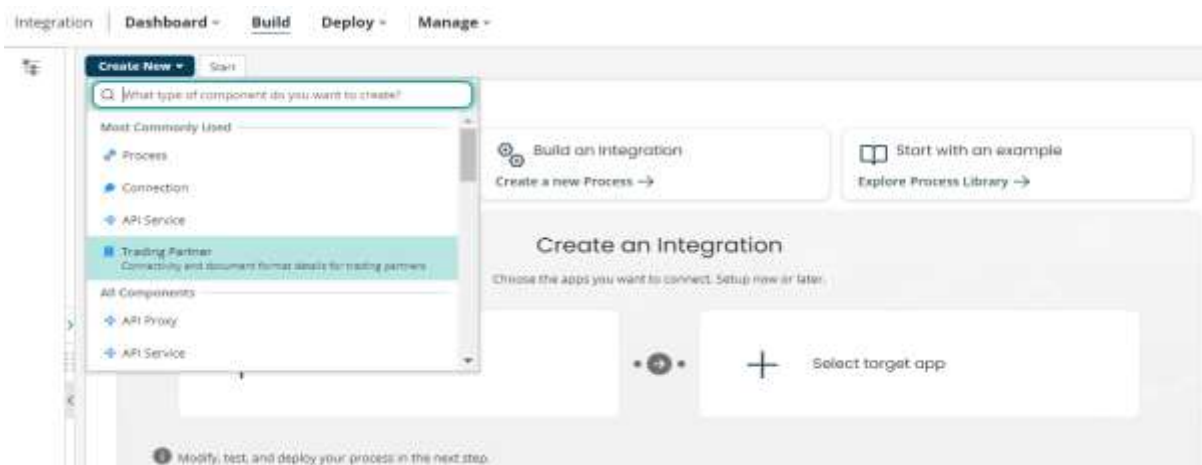 Integration Dashboard Build Deploy Manage
Create New Start
What type of component do you want to create?
Most Commonly Used
Process
Connection
API Service
Trading Partner
Connectivity and document format details for trading partners
All Components
API Proxy
API Service
Build an Integration
Create a new Process →
Start with an example
Explore Process Library →
Create an Integration
Choose the apps you want to connect. Setup now or later.
Select target app
Modify, test, and deploy your process in the next step.